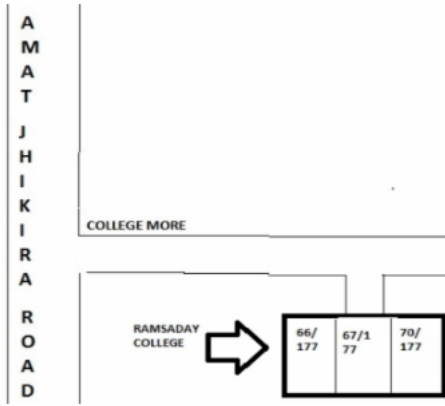 A
M
A
T
J
H
I
K
I
R
A
R
O
A
D
COLLEGE MORE
RAMSADAY
COLLEGE
66/
177
67/1
77
70/
177